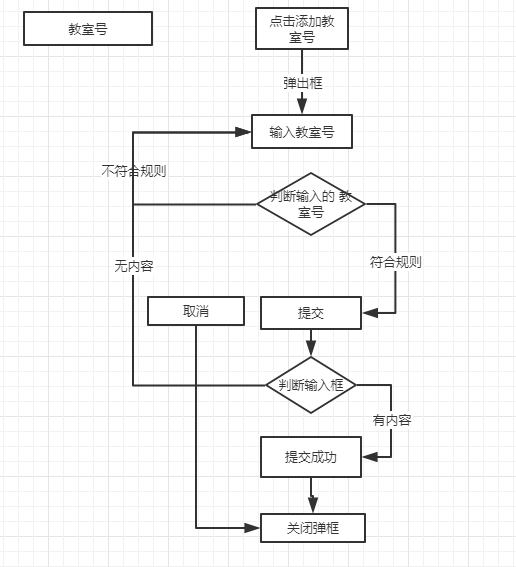 教室号
点击添加教
室号
弹出框
输入教室号
不符合规则
判断输入的 教
室号
符合规则
无内容
取消
提交
判断输入框
有内容
提交成功
关闭弹框